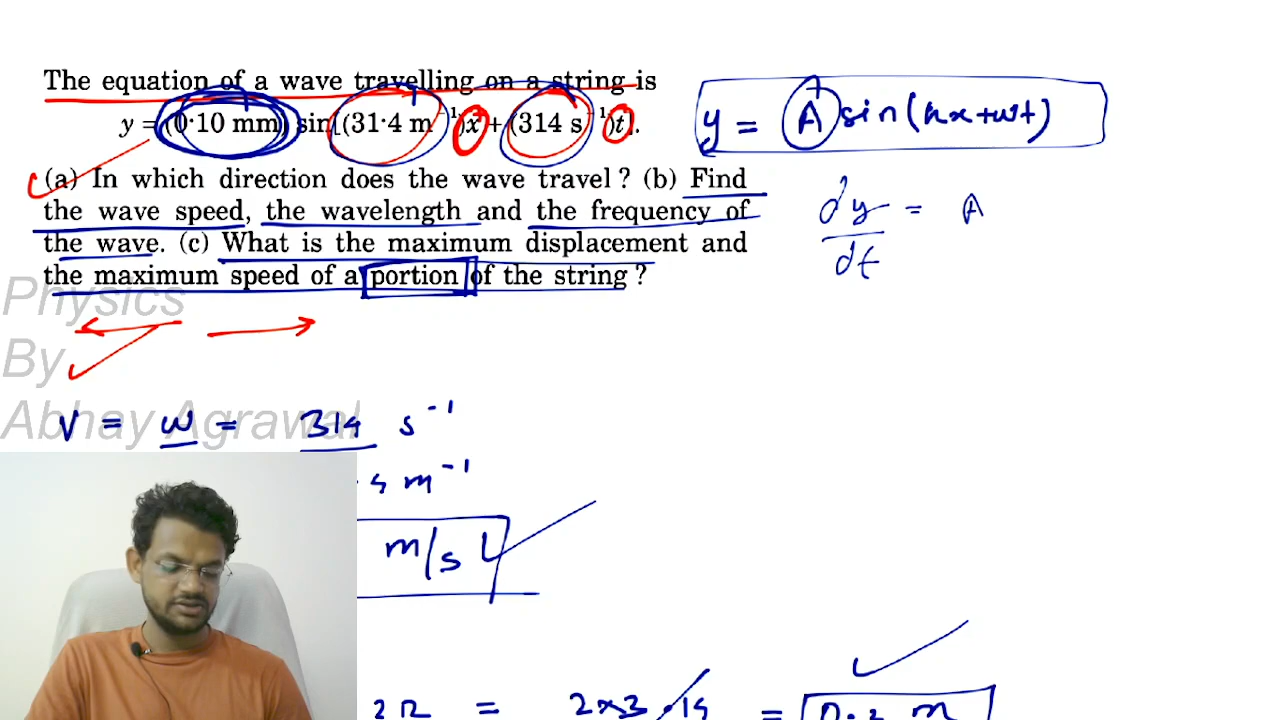 The equation of a wave travelling on a string is
y = (0·10 mm) sin[(31·4 m⁻¹)x + (314 s⁻¹)t].
(a) In which direction does the wave travel ? (b) Find
the wave speed, the wavelength and the frequency of
the wave. (c) What is the maximum displacement and
the maximum speed of a portion of the string ?
y = A sin(kx+ωt)
dy = A
dt
Physics
By
Abhay Agrawal
V = ω = 314 s⁻¹
m⁻¹
m/s
2π = 2×3.14 = 0.2 m